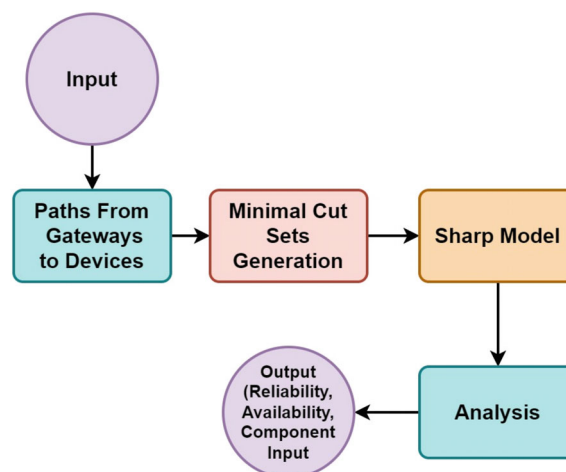 Input
Paths From
Gateways
to Devices
Minimal Cut
Sets
Generation
Sharp Model
Analysis
Output
(Reliability,
Availability,
Component
Input